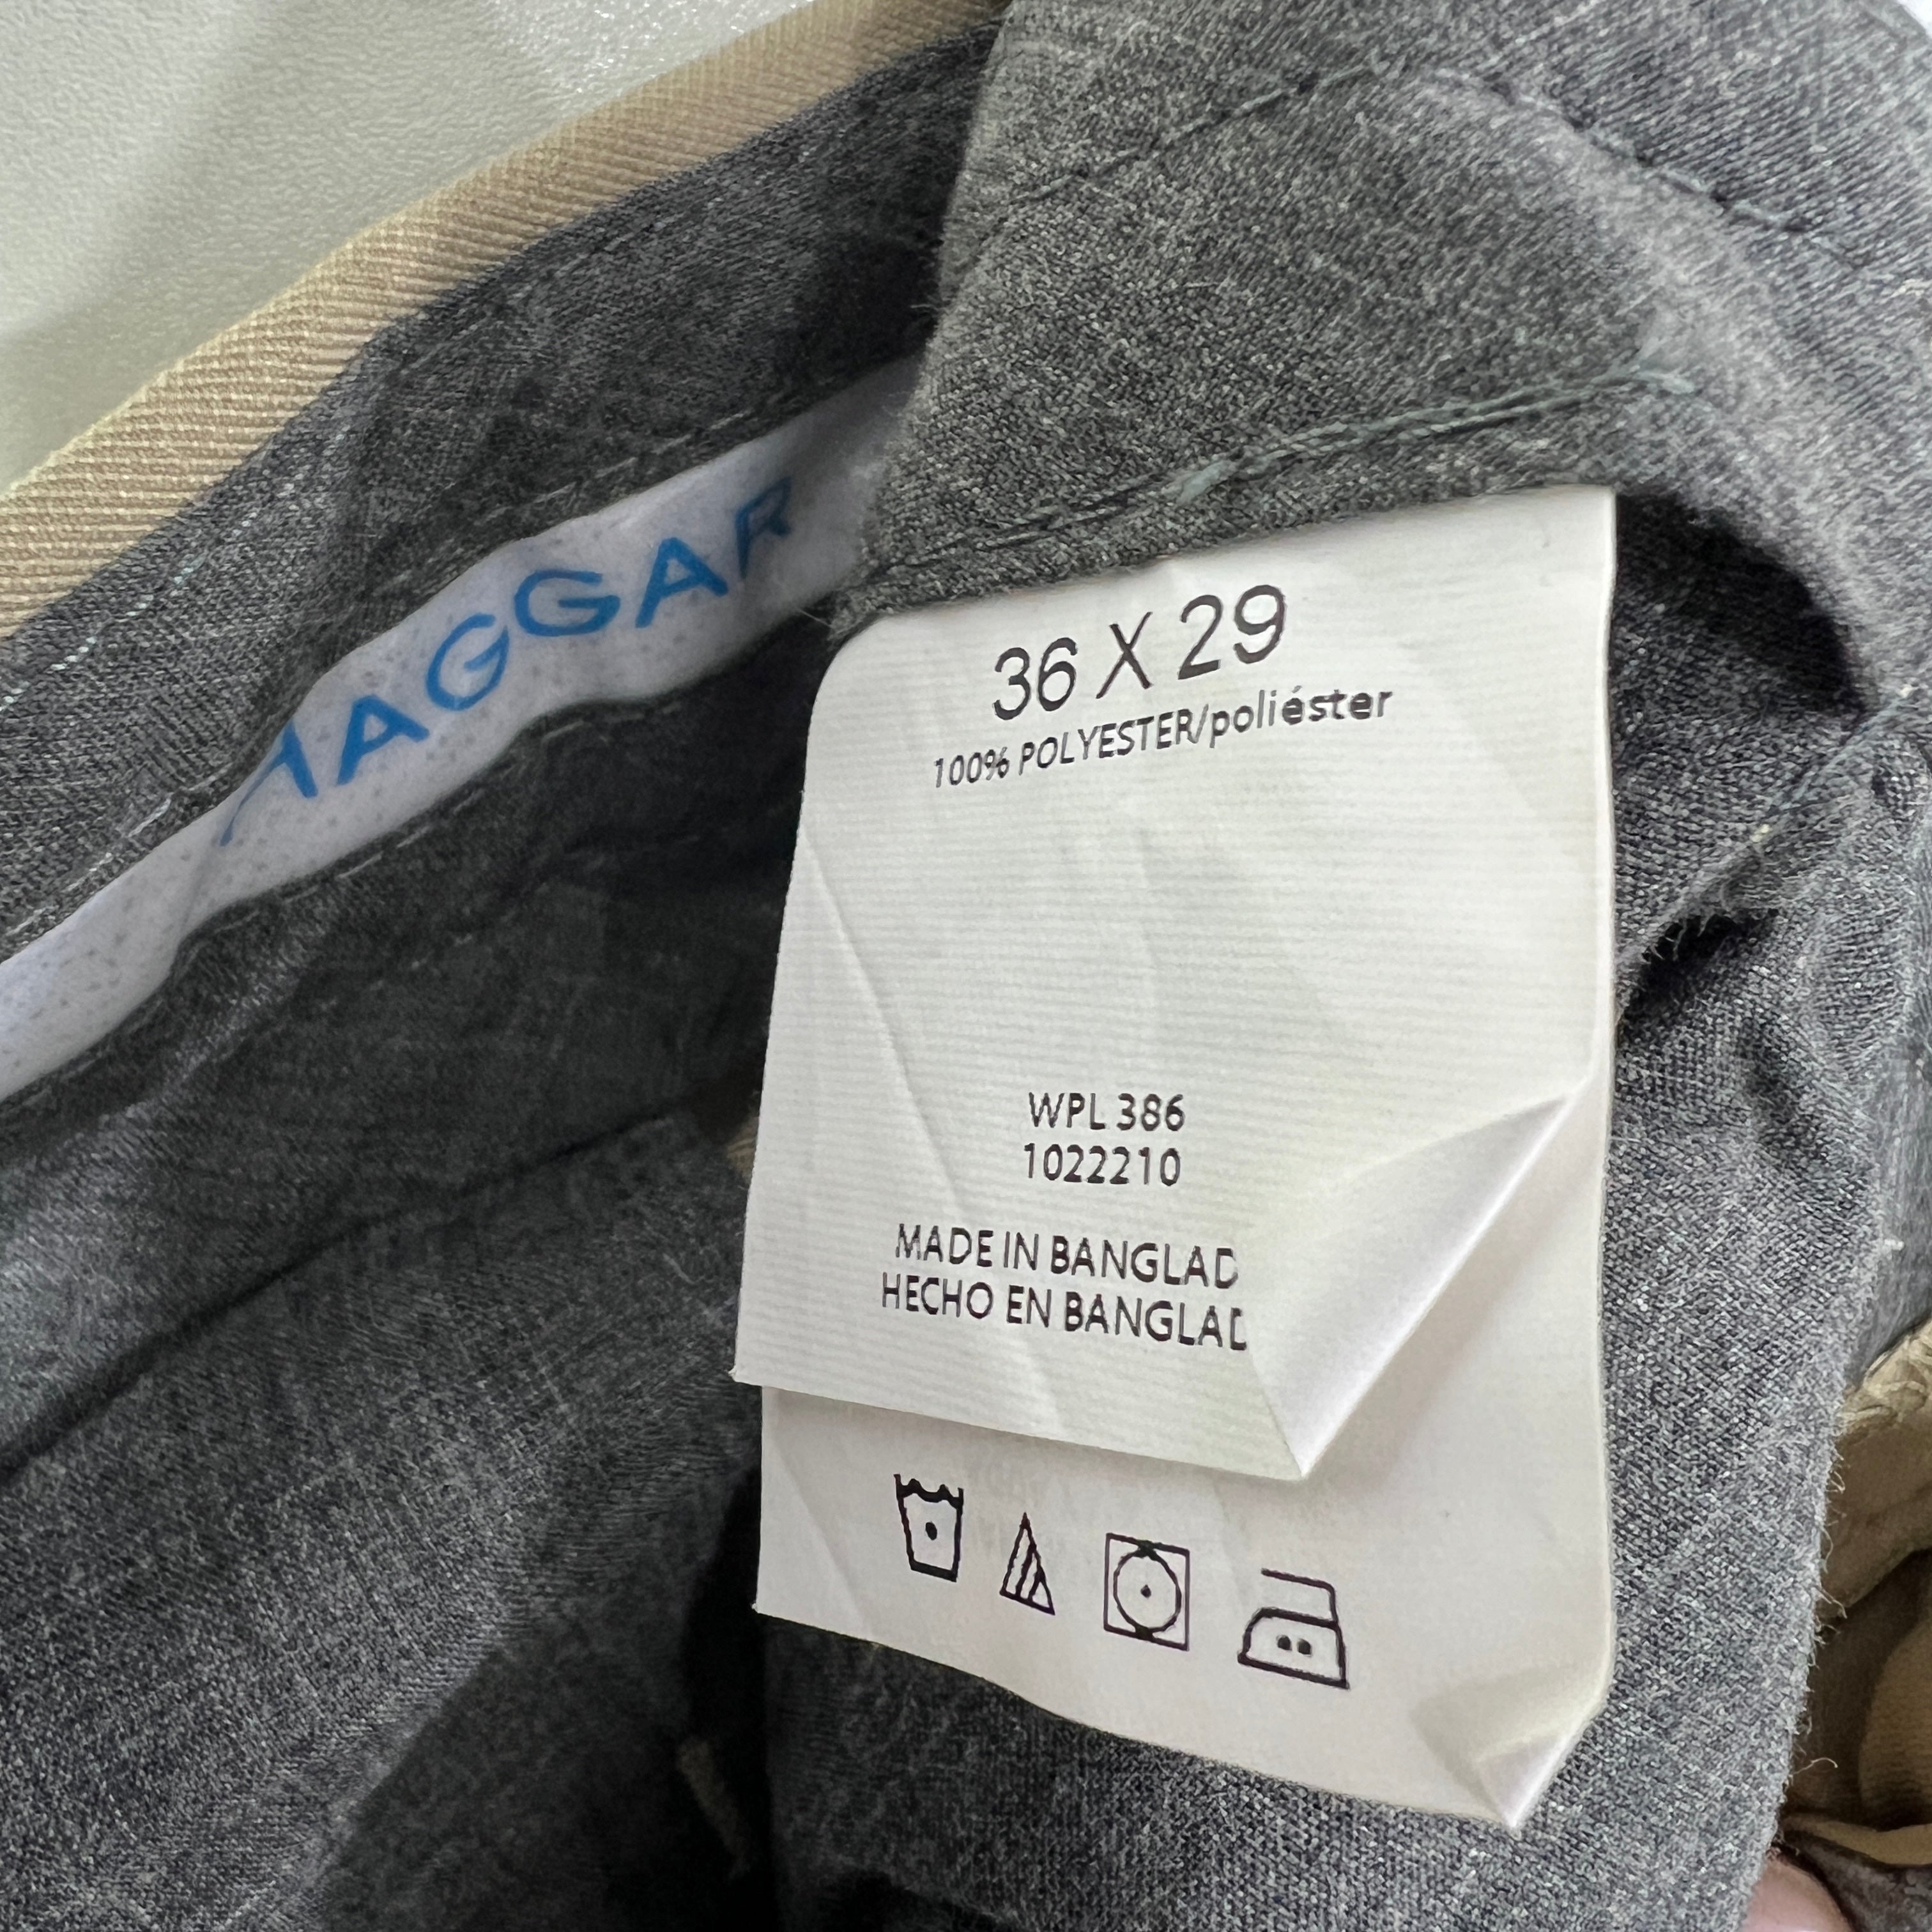 HAGGAR
36 X 29
100% POLYESTER/poliéster
WPL 386
1022210
MADE IN BANGLAD
HECHO EN BANGLAD